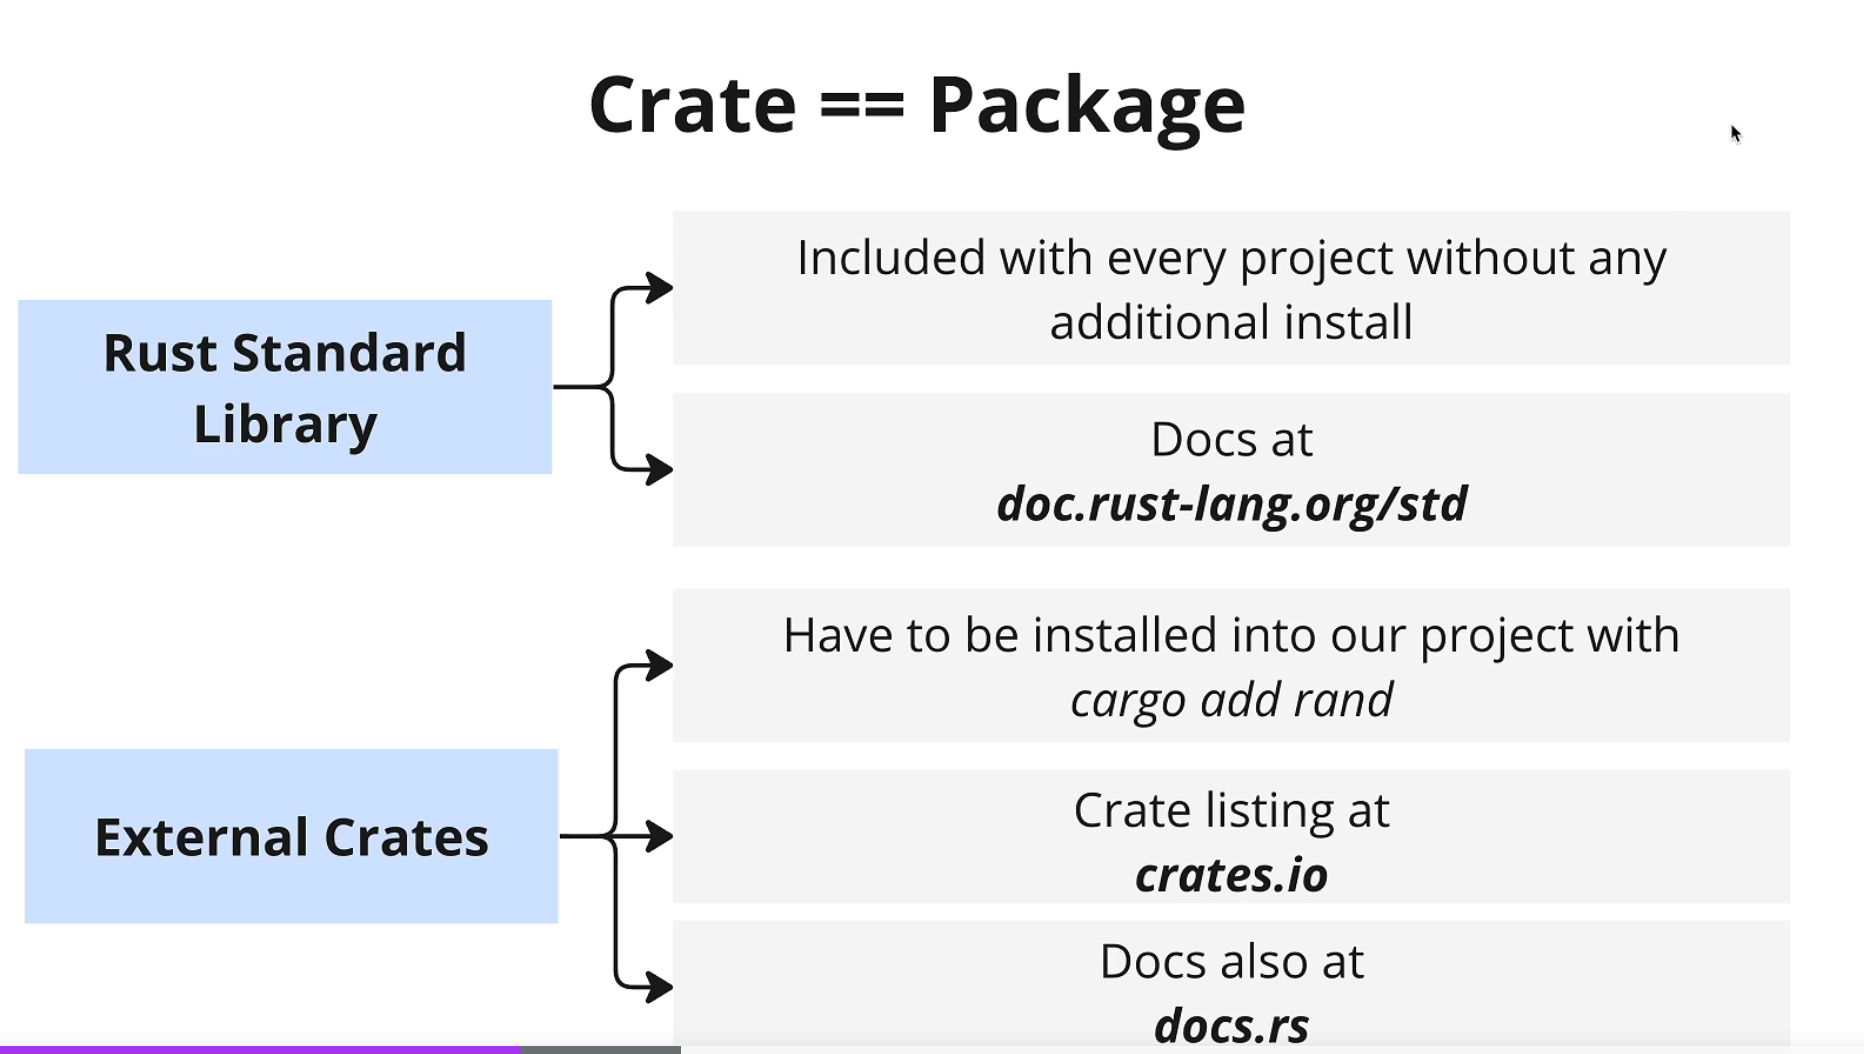 Crate == Package
Rust Standard
Library
Included with every project without any
additional install
Docs at
doc.rust-lang.org/std
External Crates
Have to be installed into our project with
cargo add rand
Crate listing at
crates.io
Docs also at
docs.rs